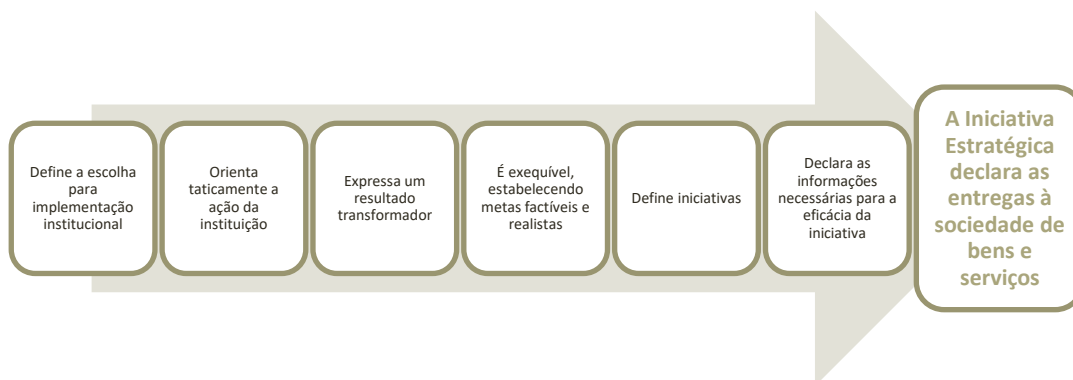 Define a escolha
para
implementação
institucional
Orienta
taticamente a
ação da
instituição
Expressa um
resultado
transformador
É exequível,
estabelecendo
metas factíveis e
realistas
Define iniciativas
Declara as
informações
necessárias para a
eficácia da
iniciativa
A Iniciativa
Estratégica
declara as
entregas à
sociedade de
bens e
serviços